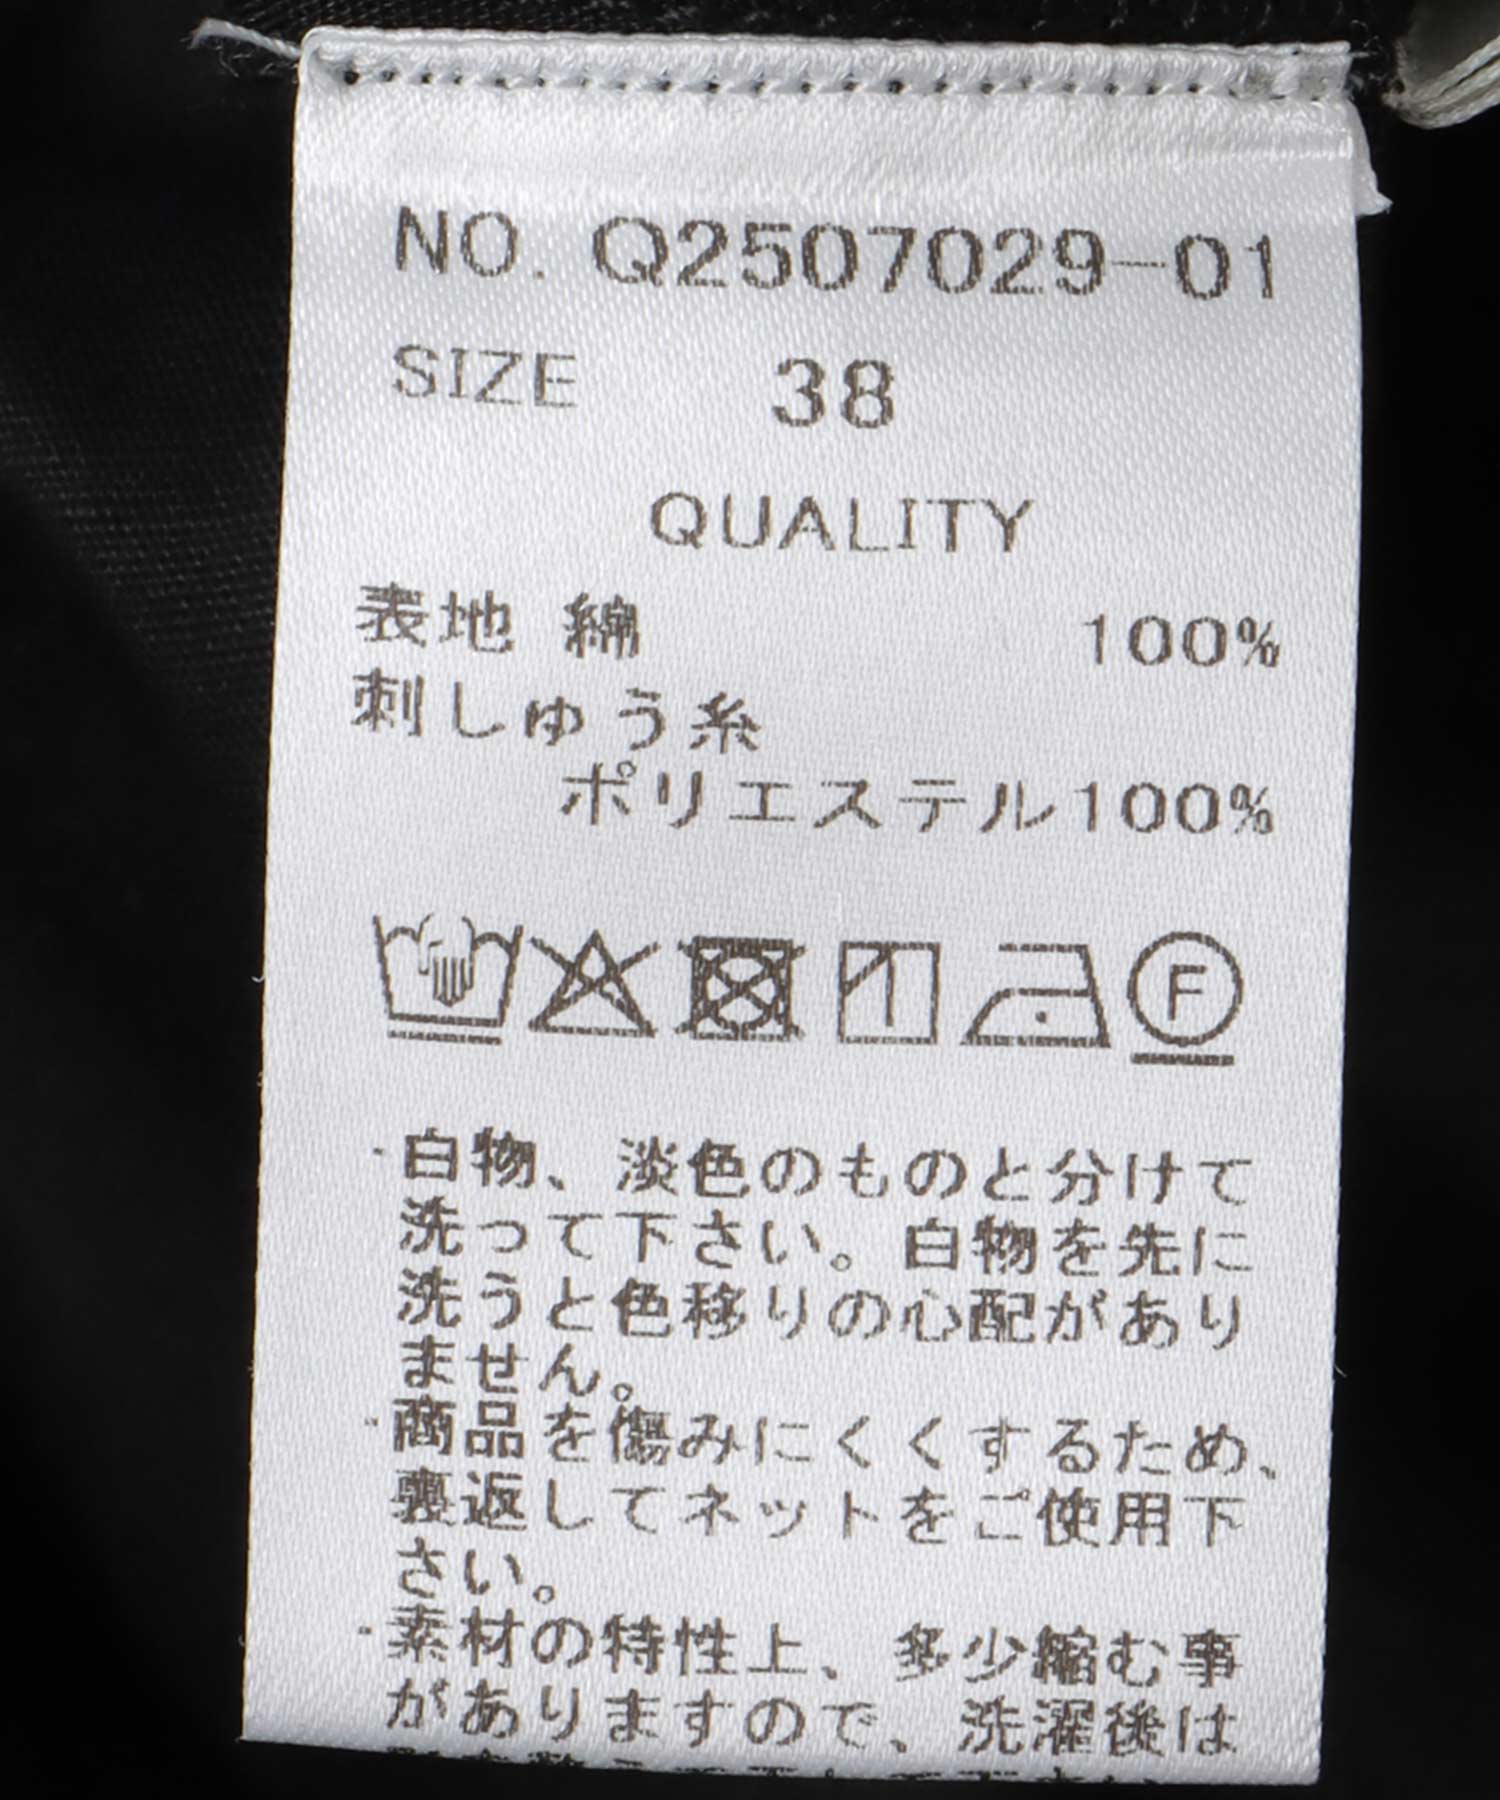 NO. Q2507029-01
SIZE 38
QUALITY
表地 綿 100%
刺しゅう糸
ポリエステル100%
F
・白物、淡色のものと分けて
洗って下さい。白物を先に
洗うと色移りの心配があり
ません。
・商品を傷みにくくするため、
裏返してネットをご使用下
さい。
・素材の特性上、多少縮む事
がありますので、洗濯後は